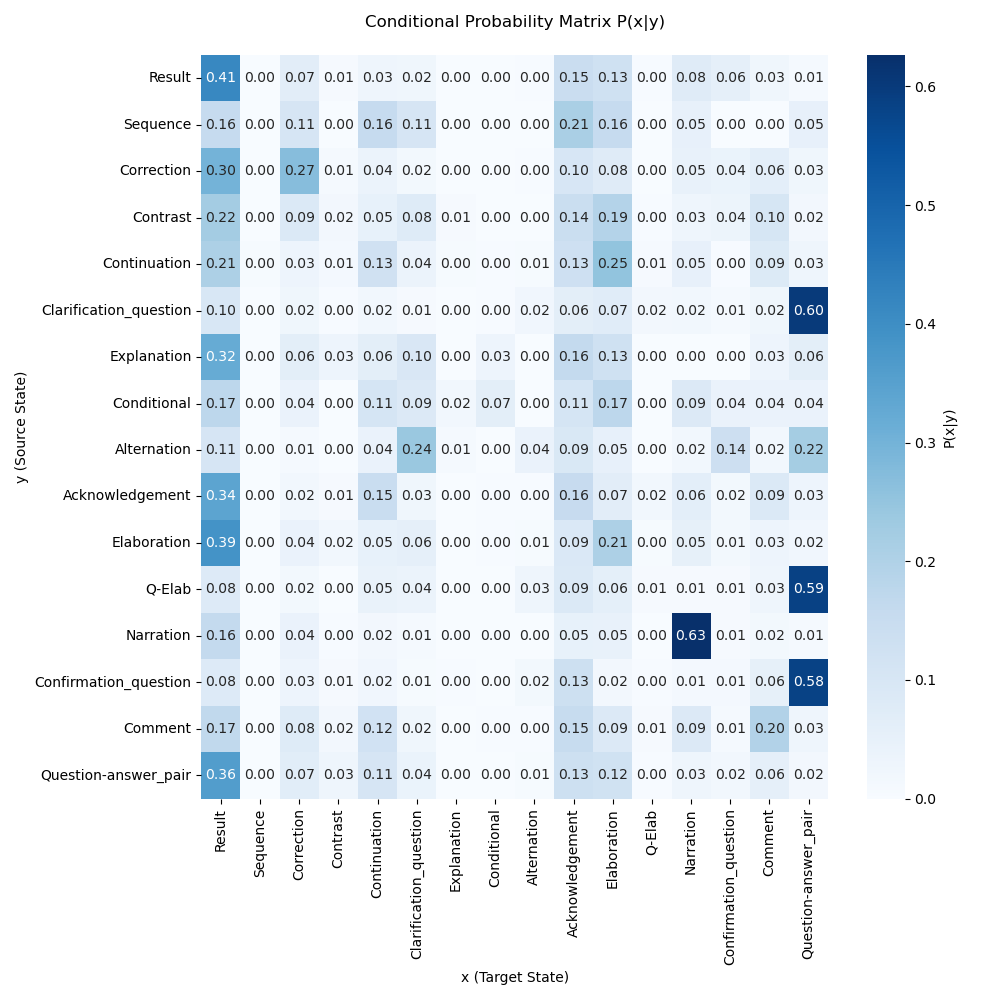 Conditional Probability Matrix P(x|y)
Result 0.41 0.00 0.07 0.01 0.03 0.02 0.00 0.00 0.00 0.15 0.13 0.00 0.08 0.06 0.03 0.01
Sequence 0.16 0.00 0.11 0.00 0.16 0.11 0.00 0.00 0.00 0.21 0.16 0.00 0.05 0.00 0.00 0.05
Correction 0.30 0.00 0.27 0.01 0.04 0.02 0.00 0.00 0.00 0.10 0.08 0.00 0.05 0.04 0.06 0.03
Contrast 0.22 0.00 0.09 0.02 0.05 0.08 0.01 0.00 0.00 0.14 0.19 0.00 0.03 0.04 0.10 0.02
Continuation 0.21 0.00 0.03 0.01 0.13 0.04 0.00 0.00 0.01 0.13 0.25 0.01 0.05 0.00 0.09 0.03
Clarification_question 0.10 0.00 0.02 0.00 0.02 0.01 0.00 0.00 0.02 0.06 0.07 0.02 0.02 0.01 0.02 0.60
Explanation 0.32 0.00 0.06 0.03 0.06 0.10 0.00 0.03 0.00 0.16 0.13 0.00 0.00 0.00 0.03 0.06
Conditional 0.17 0.00 0.04 0.00 0.11 0.09 0.02 0.07 0.00 0.11 0.17 0.00 0.09 0.04 0.04 0.04
Alternation 0.11 0.00 0.01 0.00 0.04 0.24 0.01 0.00 0.04 0.09 0.05 0.00 0.02 0.14 0.02 0.22
Acknowledgement 0.34 0.00 0.02 0.01 0.15 0.03 0.00 0.00 0.00 0.16 0.07 0.02 0.06 0.02 0.09 0.03
Elaboration 0.39 0.00 0.04 0.02 0.05 0.06 0.00 0.00 0.01 0.09 0.21 0.00 0.05 0.01 0.03 0.02
Q-Elab 0.08 0.00 0.02 0.00 0.05 0.04 0.00 0.00 0.03 0.09 0.06 0.01 0.01 0.01 0.03 0.59
Narration 0.16 0.00 0.04 0.00 0.02 0.01 0.00 0.00 0.00 0.05 0.05 0.00 0.63 0.01 0.02 0.01
Confirmation_question 0.08 0.00 0.03 0.01 0.02 0.01 0.00 0.00 0.02 0.13 0.02 0.00 0.01 0.01 0.06 0.58
Comment 0.17 0.00 0.08 0.02 0.12 0.02 0.00 0.00 0.00 0.15 0.09 0.01 0.09 0.01 0.20 0.03
Question-answer_pair 0.36 0.00 0.07 0.03 0.11 0.04 0.00 0.00 0.01 0.13 0.12 0.00 0.03 0.02 0.06 0.02
y (Source State)
Result
Sequence
Correction
Contrast
Continuation
Clarification_question
Explanation
Conditional
Alternation
Acknowledgement
Elaboration
Q-Elab
Narration
Confirmation_question
Comment
Question-answer_pair
x (Target State)
0.6
0.5
0.4
0.3
0.2
0.1
0.0
P(x|y)